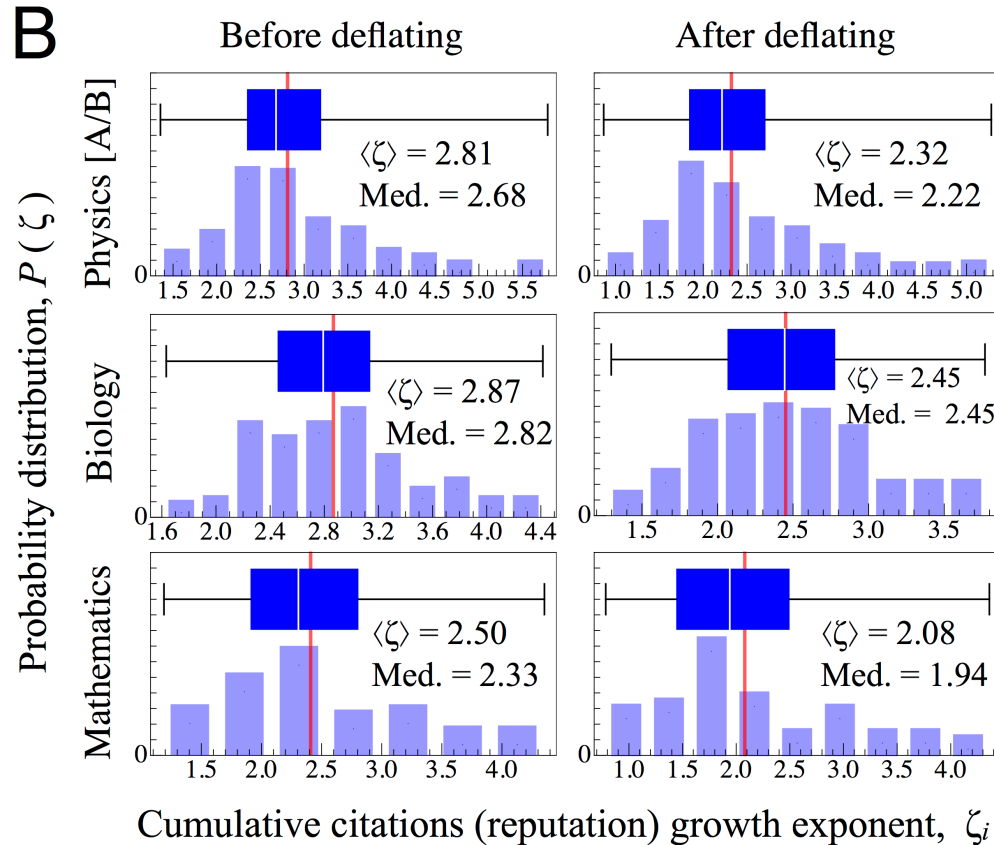 B
Before deflating
After deflating
Probability distribution, P ( ζ )
Physics [A/B]
⟨ζ⟩ = 2.81
Med. = 2.68
0
1.5 2.0 2.5 3.0 3.5 4.0 4.5 5.0 5.5
⟨ζ⟩ = 2.32
Med. = 2.22
0
1.0 1.5 2.0 2.5 3.0 3.5 4.0 4.5 5.0
Biology
⟨ζ⟩ = 2.87
Med. = 2.82
0
1.6 2.0 2.4 2.8 3.2 3.6 4.0 4.4
⟨ζ⟩ = 2.45
Med. = 2.45
0
1.5 2.0 2.5 3.0 3.5
Mathematics
⟨ζ⟩ = 2.50
Med. = 2.33
0
1.5 2.0 2.5 3.0 3.5 4.0
⟨ζ⟩ = 2.08
Med. = 1.94
0
1.0 1.5 2.0 2.5 3.0 3.5 4.0
Cumulative citations (reputation) growth exponent, ζi